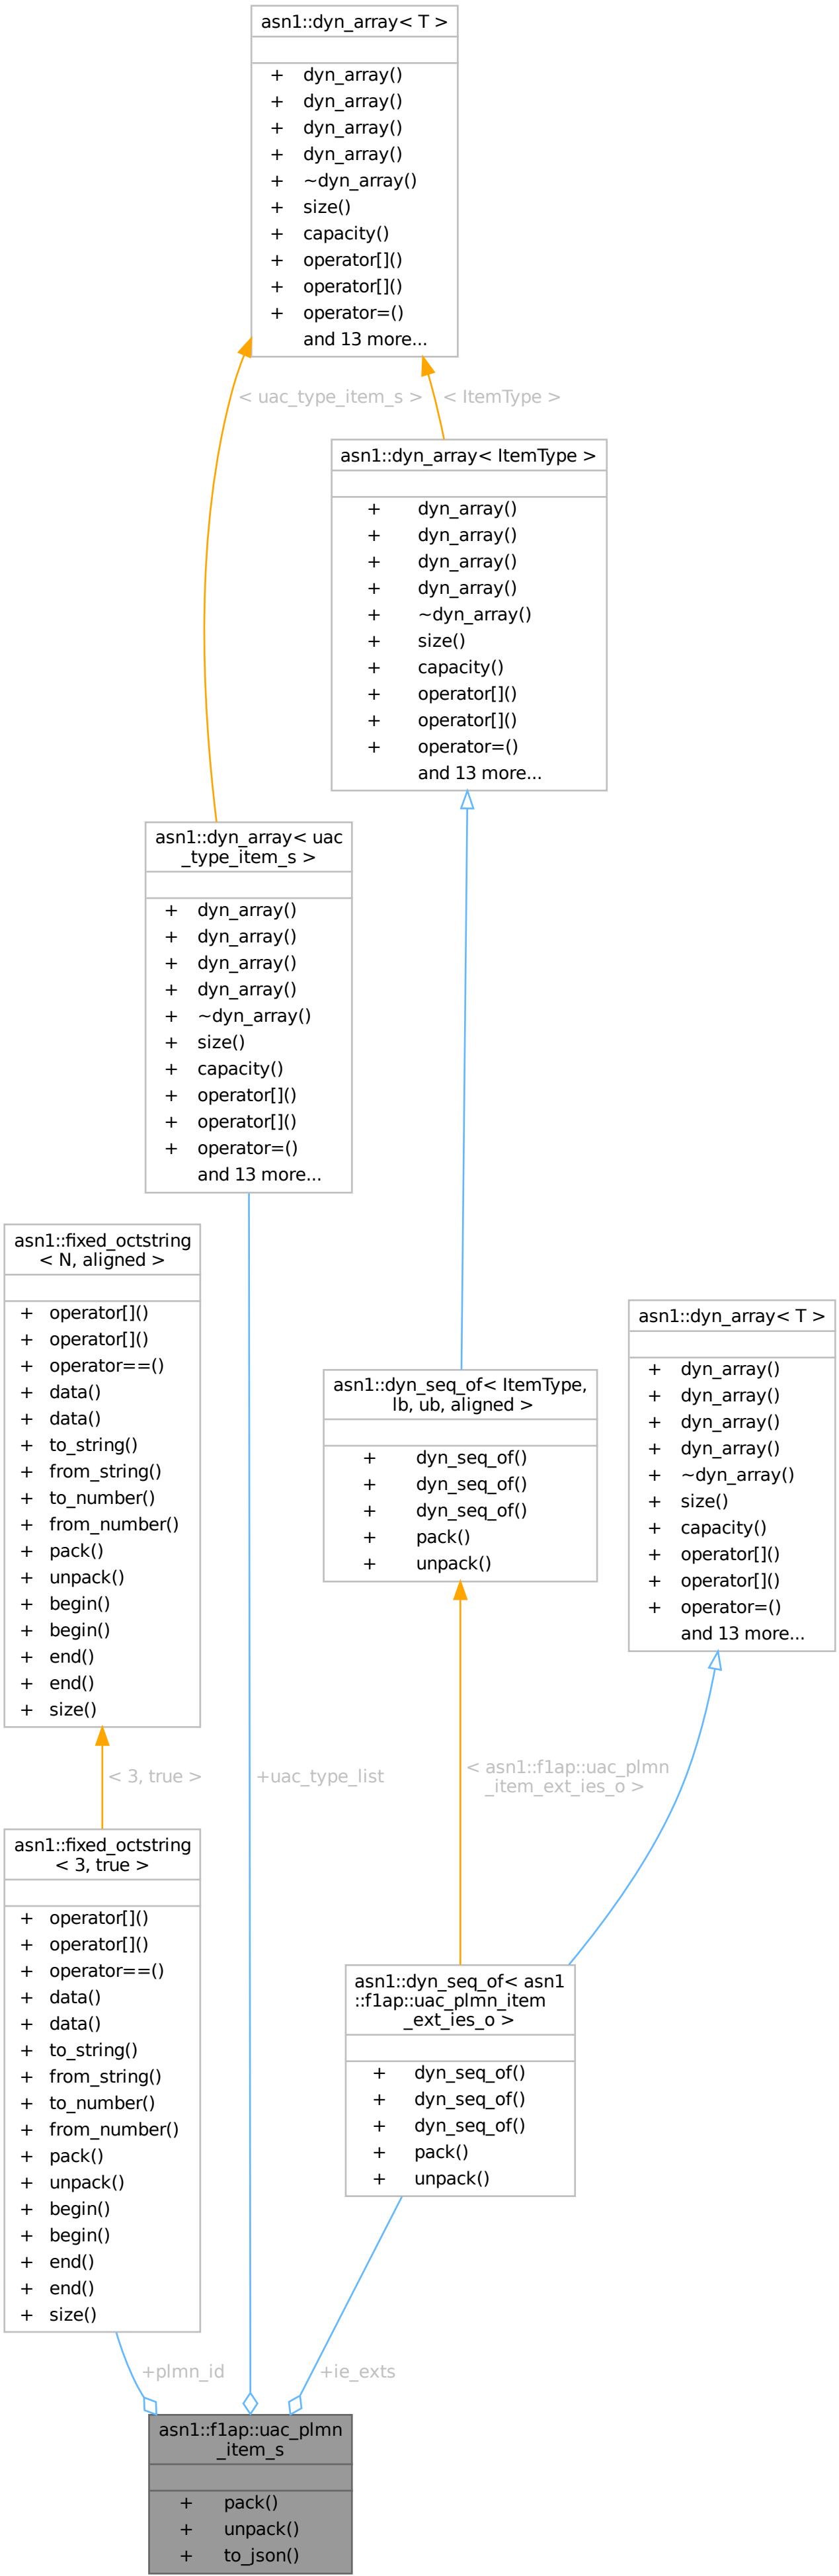 asn1::dyn_array< T >
+ dyn_array()
+ dyn_array()
+ dyn_array()
+ dyn_array()
+ ~dyn_array()
+ size()
+ capacity()
+ operator[]()
+ operator[]()
+ operator=()
and 13 more...
< uac_type_item_s >
< ItemType >
asn1::dyn_array< ItemType >
+ dyn_array()
+ dyn_array()
+ dyn_array()
+ dyn_array()
+ ~dyn_array()
+ size()
+ capacity()
+ operator[]()
+ operator[]()
+ operator=()
and 13 more...
asn1::dyn_array< uac
_type_item_s >
+ dyn_array()
+ dyn_array()
+ dyn_array()
+ dyn_array()
+ ~dyn_array()
+ size()
+ capacity()
+ operator[]()
+ operator[]()
+ operator=()
and 13 more...
asn1::fixed_octstring
< N, aligned >
+ operator[]()
+ operator[]()
+ operator==()
+ data()
+ data()
+ to_string()
+ from_string()
+ to_number()
+ from_number()
+ pack()
+ unpack()
+ begin()
+ begin()
+ end()
+ end()
+ size()
asn1::dyn_seq_of< ItemType,
lb, ub, aligned >
+ dyn_seq_of()
+ dyn_seq_of()
+ dyn_seq_of()
+ pack()
+ unpack()
asn1::dyn_array< T >
+ dyn_array()
+ dyn_array()
+ dyn_array()
+ dyn_array()
+ ~dyn_array()
+ size()
+ capacity()
+ operator[]()
+ operator[]()
+ operator=()
and 13 more...
< 3, true >
+uac_type_list
< asn1::f1ap::uac_plmn
_item_ext_ies_o >
asn1::fixed_octstring
< 3, true >
+ operator[]()
+ operator[]()
+ operator==()
+ data()
+ data()
+ to_string()
+ from_string()
+ to_number()
+ from_number()
+ pack()
+ unpack()
+ begin()
+ begin()
+ end()
+ end()
+ size()
asn1::dyn_seq_of< asn1
::f1ap::uac_plmn_item
_ext_ies_o >
+ dyn_seq_of()
+ dyn_seq_of()
+ dyn_seq_of()
+ pack()
+ unpack()
+plmn_id
+ie_exts
asn1::f1ap::uac_plmn
_item_s
+ pack()
+ unpack()
+ to_json()